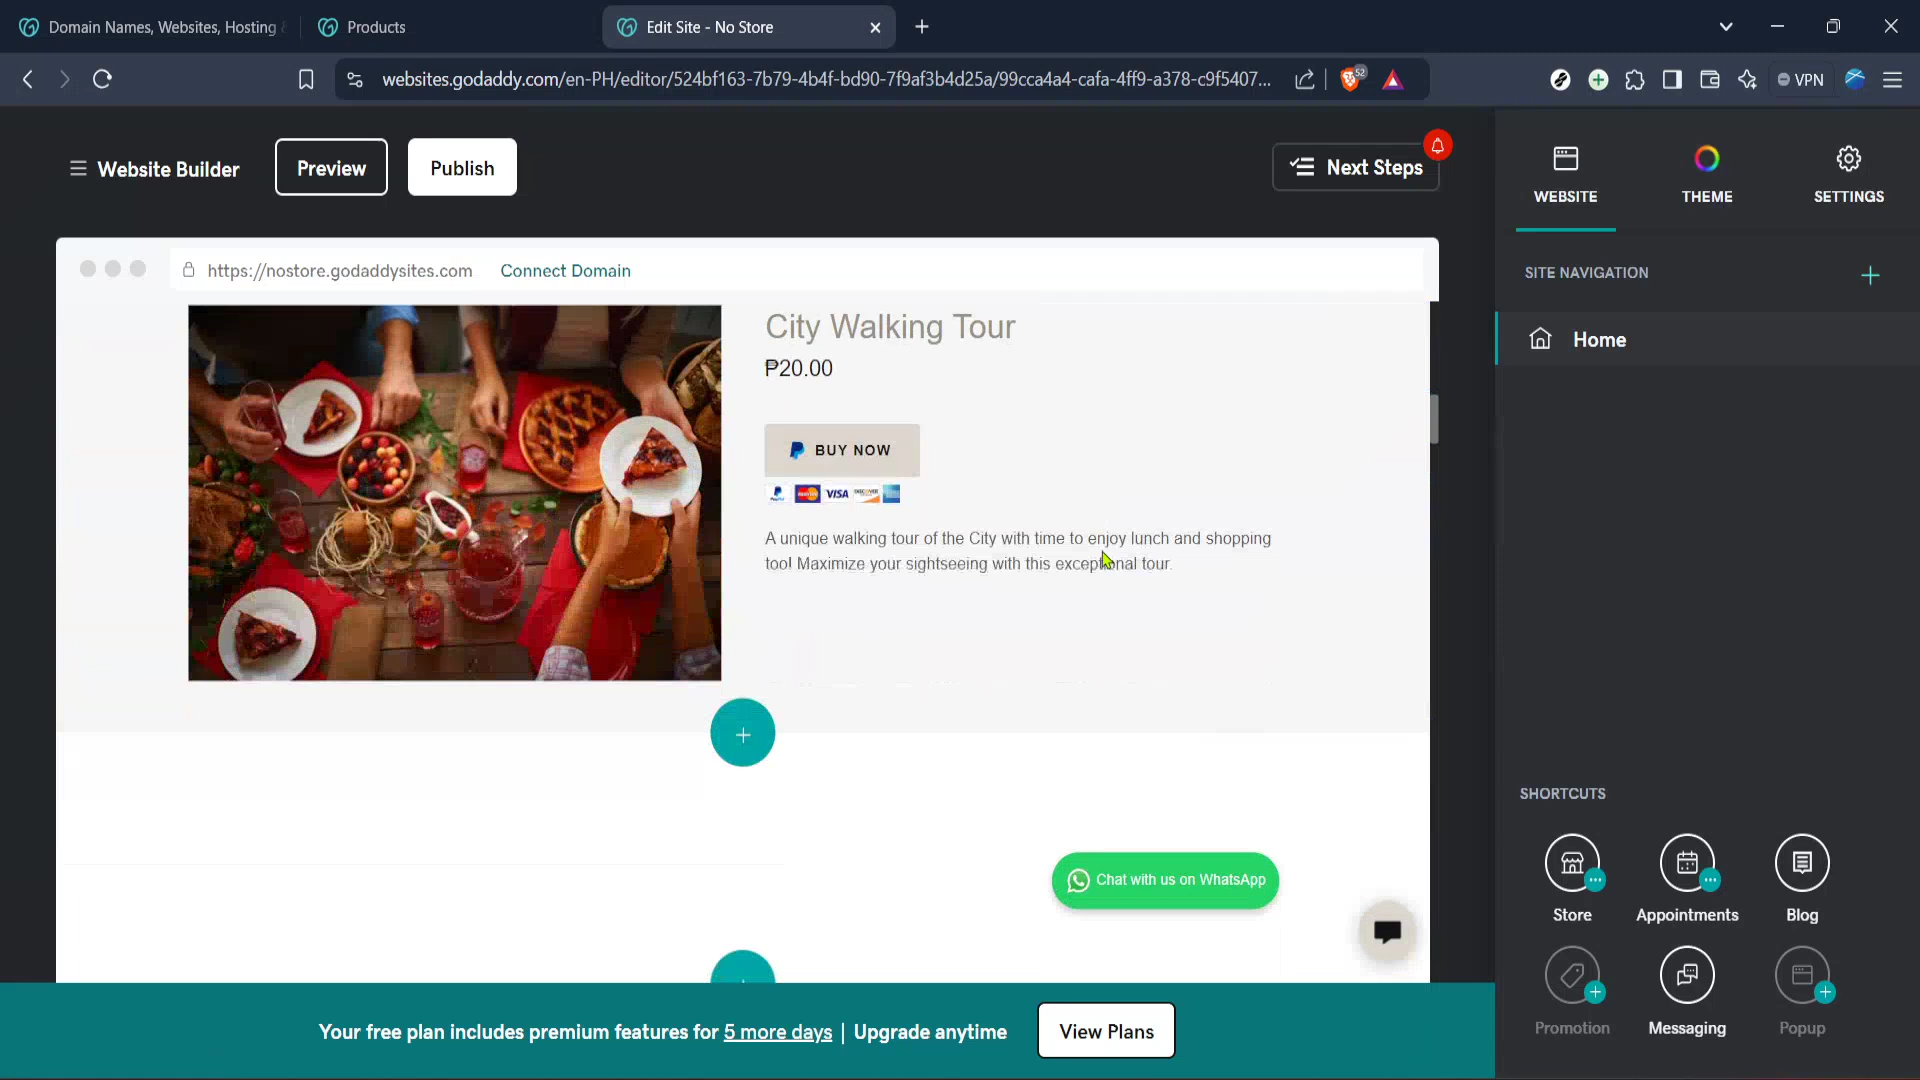 Domain Names, Websites, Hosting &
Products
Edit Site - No Store
websites.godaddy.com/en-PH/editor/524bf163-7b79-4b4f-bd90-7f9af3b4d25a/99cca4a4-cafa-4ff9-a378-c9f5407...
52
VPN
Website Builder
Preview
Publish
Next Steps
WEBSITE
THEME
SETTINGS
https://nostore.godaddysites.com
Connect Domain
SITE NAVIGATION
Home
City Walking Tour
₱20.00
BUY NOW
VISA
DISCOVER
A unique walking tour of the City with time to enjoy lunch and shopping
too! Maximize your sightseeing with this exceptional tour.
Chat with us on WhatsApp
SHORTCUTS
Store
Appointments
Blog
Promotion
Messaging
Popup
Your free plan includes premium features for 5 more days | Upgrade anytime
View Plans